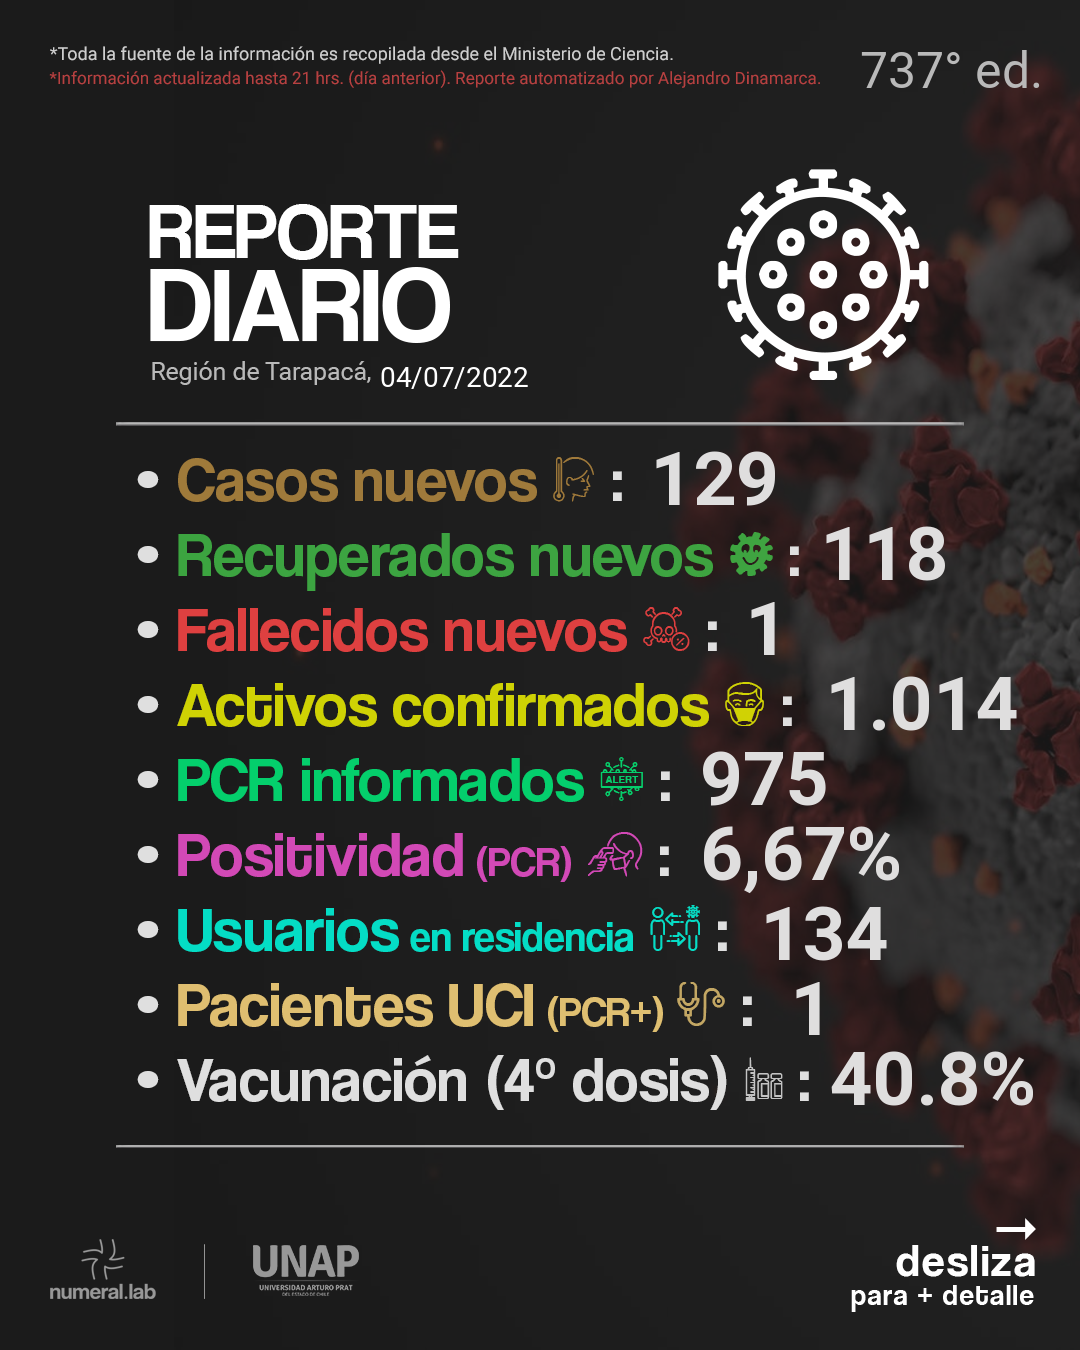 *Toda la fuente de la información es recopilada desde el Ministerio de Ciencia.
*Información actualizada hasta 21 hrs. (día anterior). Reporte automatizado por Alejandro Dinamarca.
737° ed.
REPORTE
DIARIO
Región de Tarapacá, 04/07/2022
• Casos nuevos : 129
• Recuperados nuevos : 118
• Fallecidos nuevos % : 1
• Activos confirmados : 1.014
• PCR informados ALERT : 975
• Positividad (PCR) : 6,67%
• Usuarios en residencia : 134
• Pacientes UCI (PCR+) : 1
• Vacunación (4º dosis) : 40.8%
numeral.lab
UNAP
UNIVERSIDAD ARTURO PRAT
DEL ESTADO DE CHILE
→
desliza
para + detalle